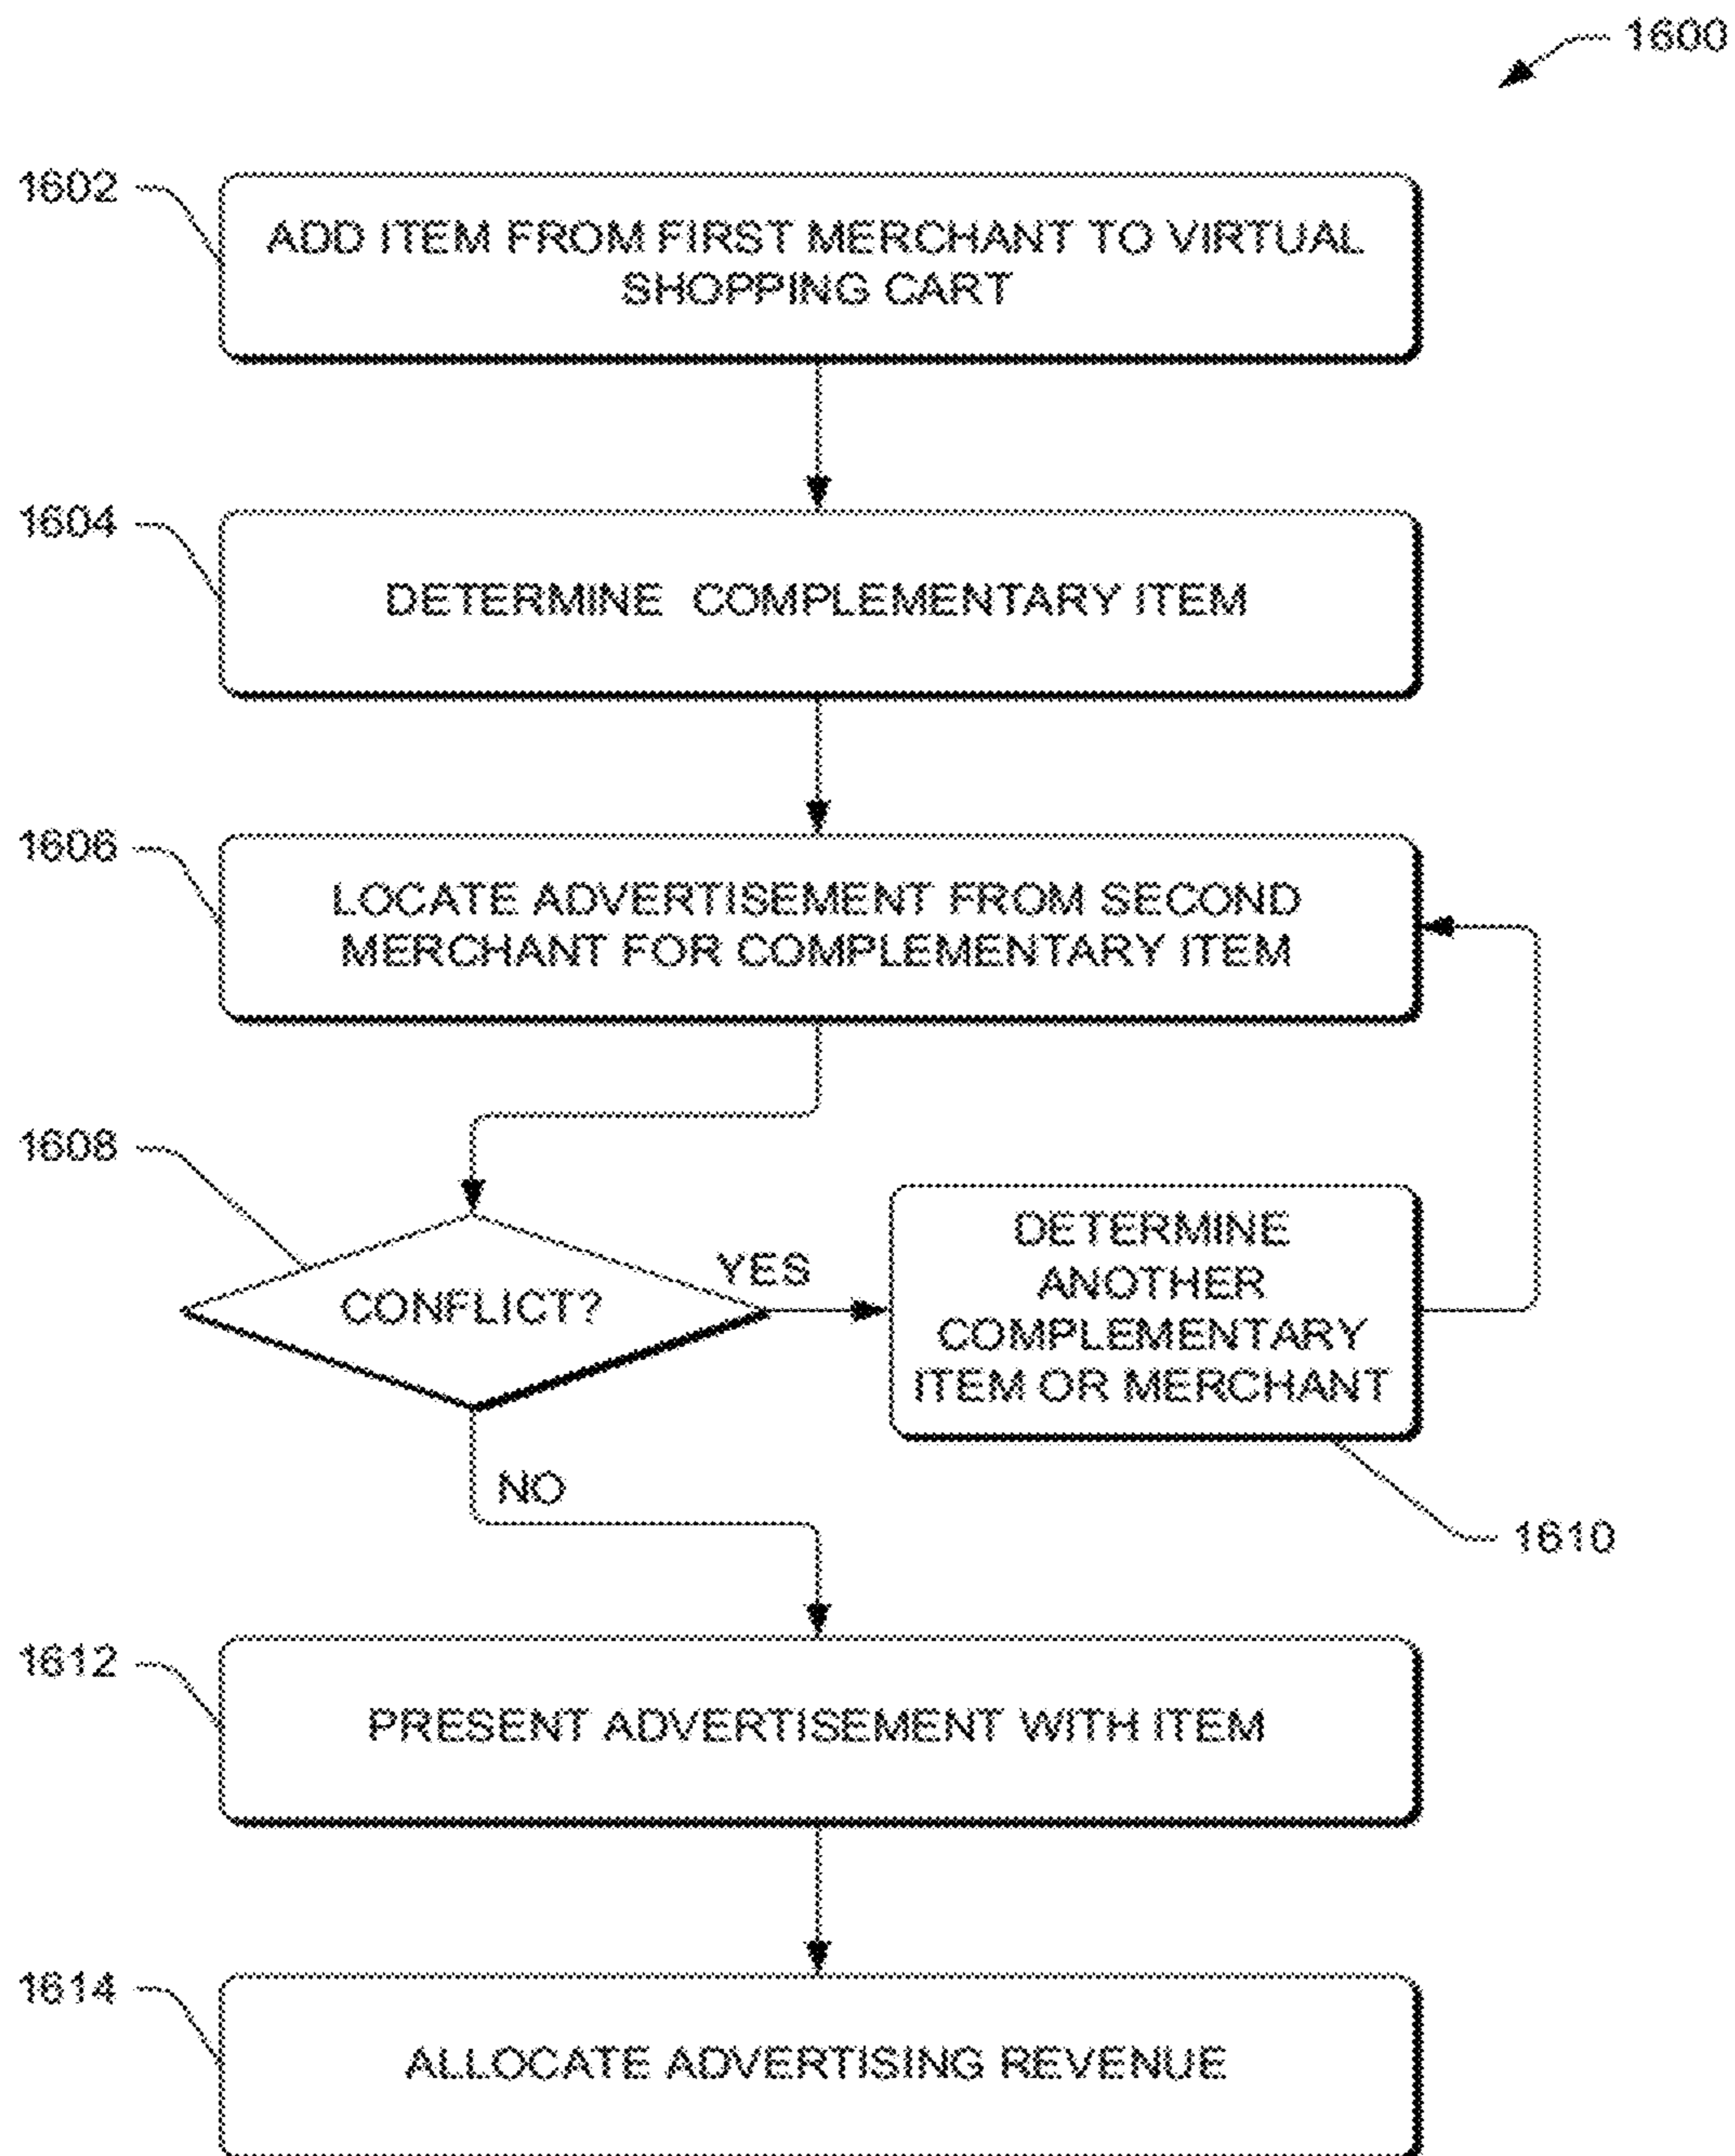 1600
1602
ADD ITEM FROM FIRST MERCHANT TO VIRTUAL
SHOPPING CART
1604
DETERMINE COMPLEMENTARY ITEM
1606
LOCATE ADVERTISEMENT FROM SECOND
MERCHANT FOR COMPLEMENTARY ITEM
1608
CONFLICT?
YES
DETERMINE
ANOTHER
COMPLEMENTARY
ITEM OR MERCHANT
NO
1610
1612
PRESENT ADVERTISEMENT WITH ITEM
1614
ALLOCATE ADVERTISING REVENUE